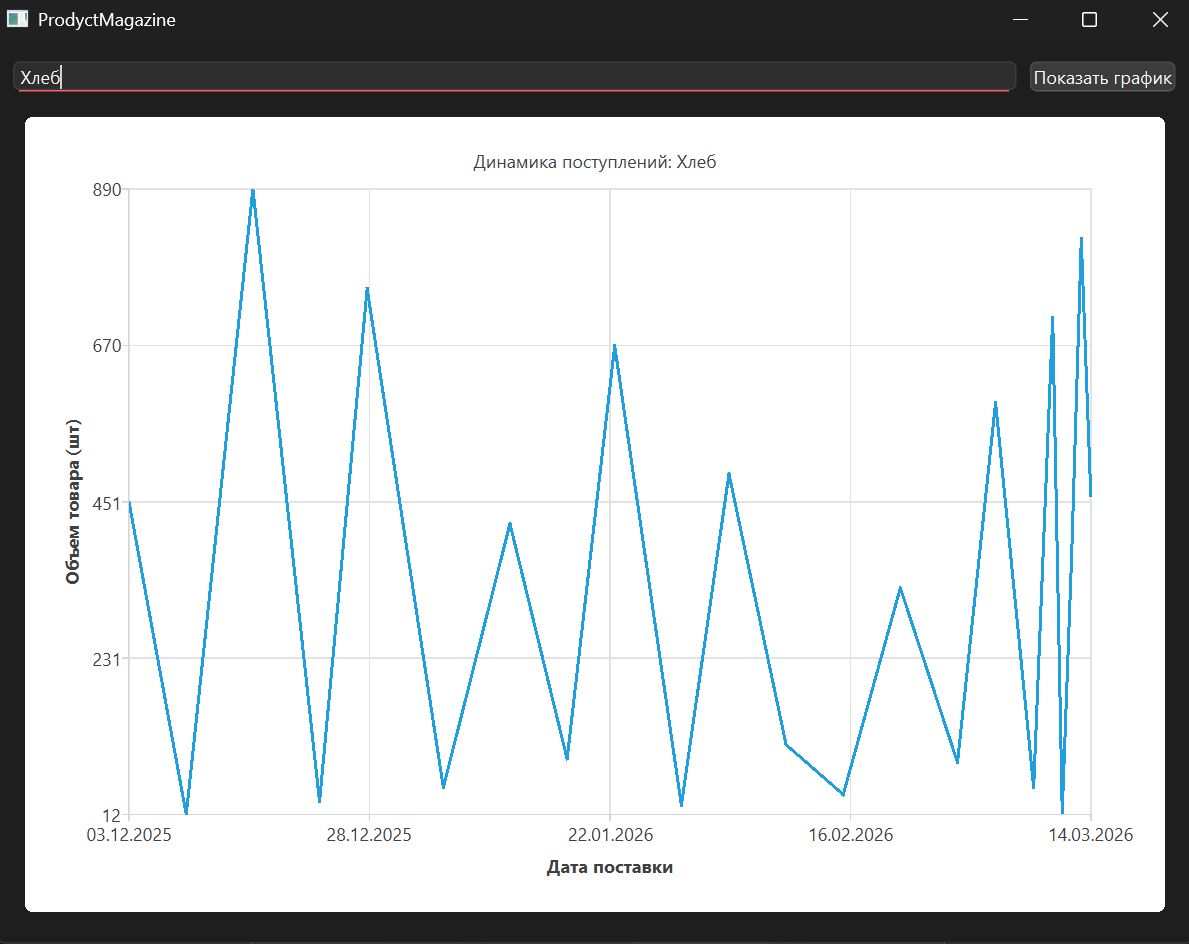 ProdyctMagazine
Хлеб
Показать график
Динамика поступлений: Хлеб
890
670
451
231
12
Объем товара (шт)
03.12.2025
28.12.2025
22.01.2026
16.02.2026
14.03.2026
Дата поставки